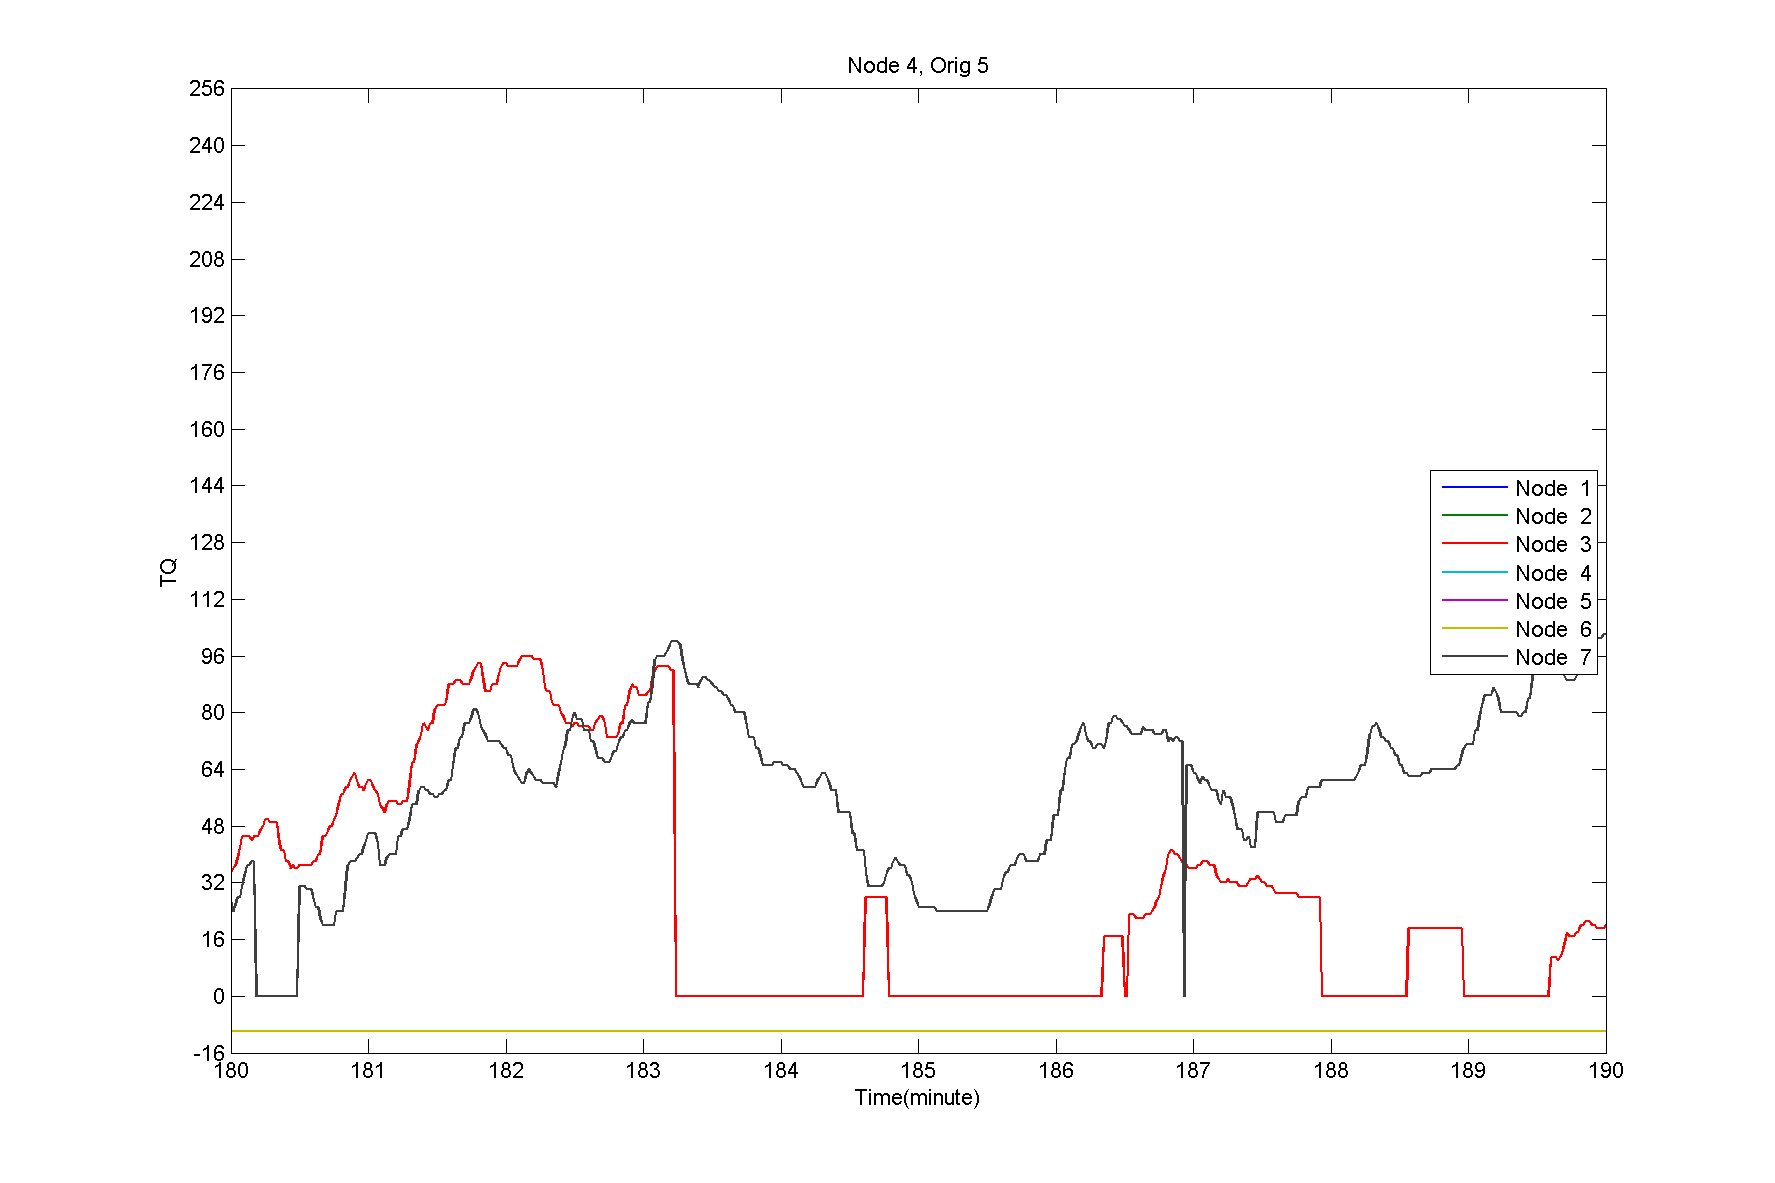 Node 4, Orig 5
256
240
224
208
192
176
160
144
128
112
96
80
64
48
32
16
0
-16
TQ
Node 1
Node 2
Node 3
Node 4
Node 5
Node 6
Node 7
180 181 182 183 184 185 186 187 188 189 190
Time(minute)